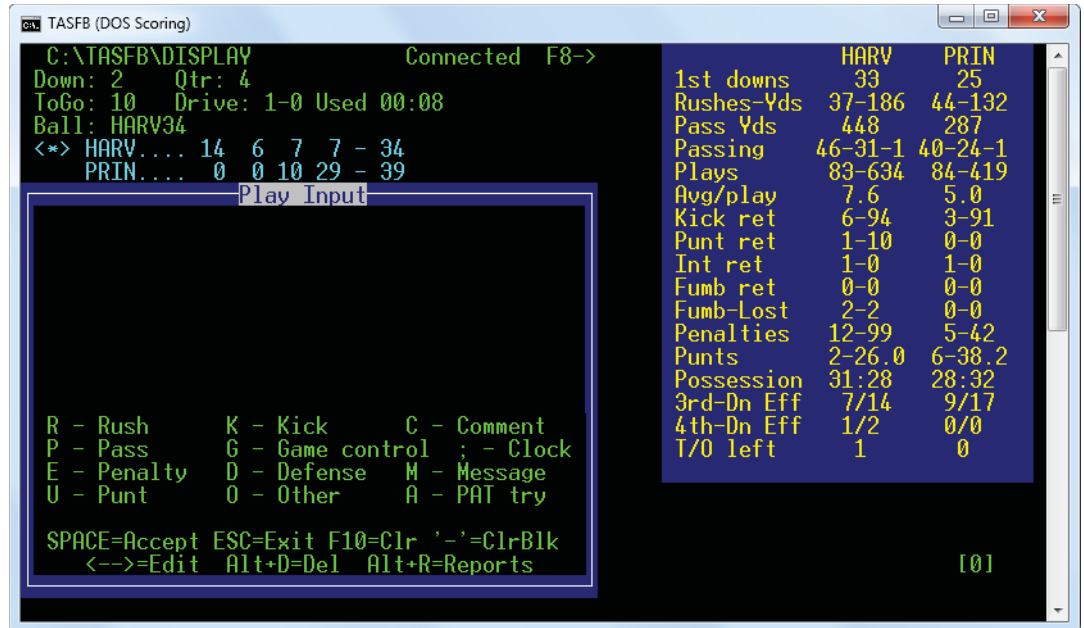 TASFB (DOS Scoring)
C:\TASFB\DISPLAY Connected F8->
Down: 2 Qtr: 4
ToGo: 10 Drive: 1-0 Used 00:08
Ball: HARV34
<*> HARV.... 14 6 7 7 - 34
PRIN.... 0 0 10 29 - 39
Play Input
R - Rush K - Kick C - Comment
P - Pass G - Game control ; - Clock
E - Penalty D - Defense M - Message
U - Punt O - Other A - PAT try
SPACE=Accept ESC=Exit F10=Clr '-'=ClrBlk
<-->=Edit Alt+D=Del Alt+R=Reports
HARV PRIN
1st downs 33 25
Rushes-Yds 37-186 44-132
Pass Yds 448 287
Passing 46-31-1 40-24-1
Plays 83-634 84-419
Avg/play 7.6 5.0
Kick ret 6-94 3-91
Punt ret 1-10 0-0
Int ret 1-0 1-0
Fumb ret 0-0 0-0
Fumb-Lost 2-2 0-0
Penalties 12-99 5-42
Punts 2-26.0 6-38.2
Possession 31:28 28:32
3rd-Dn Eff 7/14 9/17
4th-Dn Eff 1/2 0/0
T/O left 1 0
[0]